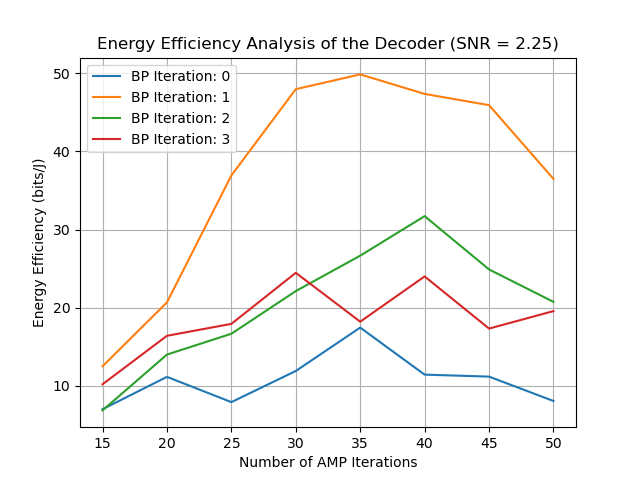 Energy Efficiency Analysis of the Decoder (SNR = 2.25)
BP Iteration: 0
BP Iteration: 1
BP Iteration: 2
BP Iteration: 3
Energy Efficiency (bits/J)
50
40
30
20
10
15 20 25 30 35 40 45 50
Number of AMP Iterations